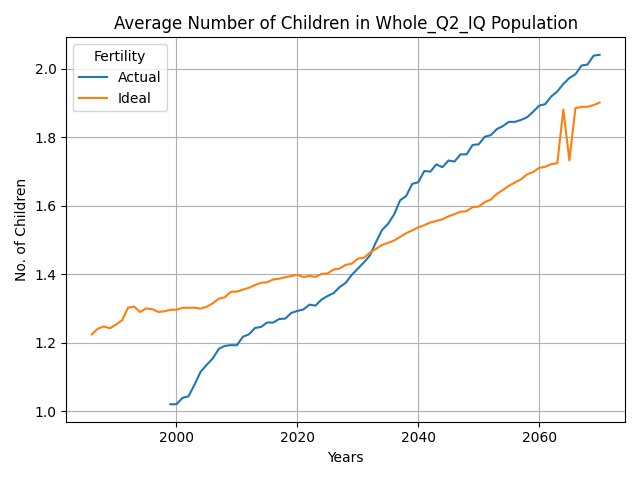 Average Number of Children in Whole_Q2_IQ Population
Fertility
Actual
Ideal
No. of Children
2.0
1.8
1.6
1.4
1.2
1.0
2000
2020
2040
2060
Years